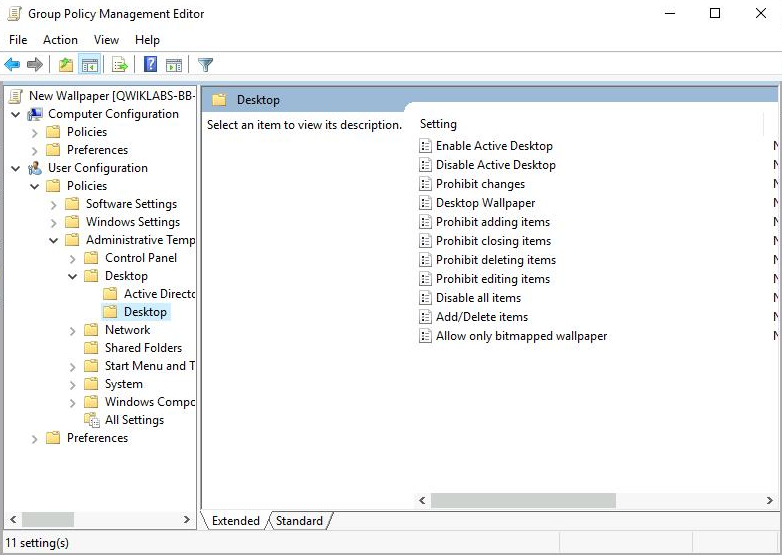 Group Policy Management Editor
File Action View Help
New Wallpaper [QWIKLABS-BB-
Computer Configuration
Policies
Preferences
User Configuration
Policies
Software Settings
Windows Settings
Administrative Temp
Control Panel
Desktop
Active Directo
Desktop
Network
Shared Folders
Start Menu and T
System
Windows Compo
All Settings
Preferences
Desktop
Select an item to view its description.
Setting
Enable Active Desktop
Disable Active Desktop
Prohibit changes
Desktop Wallpaper
Prohibit adding items
Prohibit closing items
Prohibit deleting items
Prohibit editing items
Disable all items
Add/Delete items
Allow only bitmapped wallpaper
Extended Standard
11 setting(s)